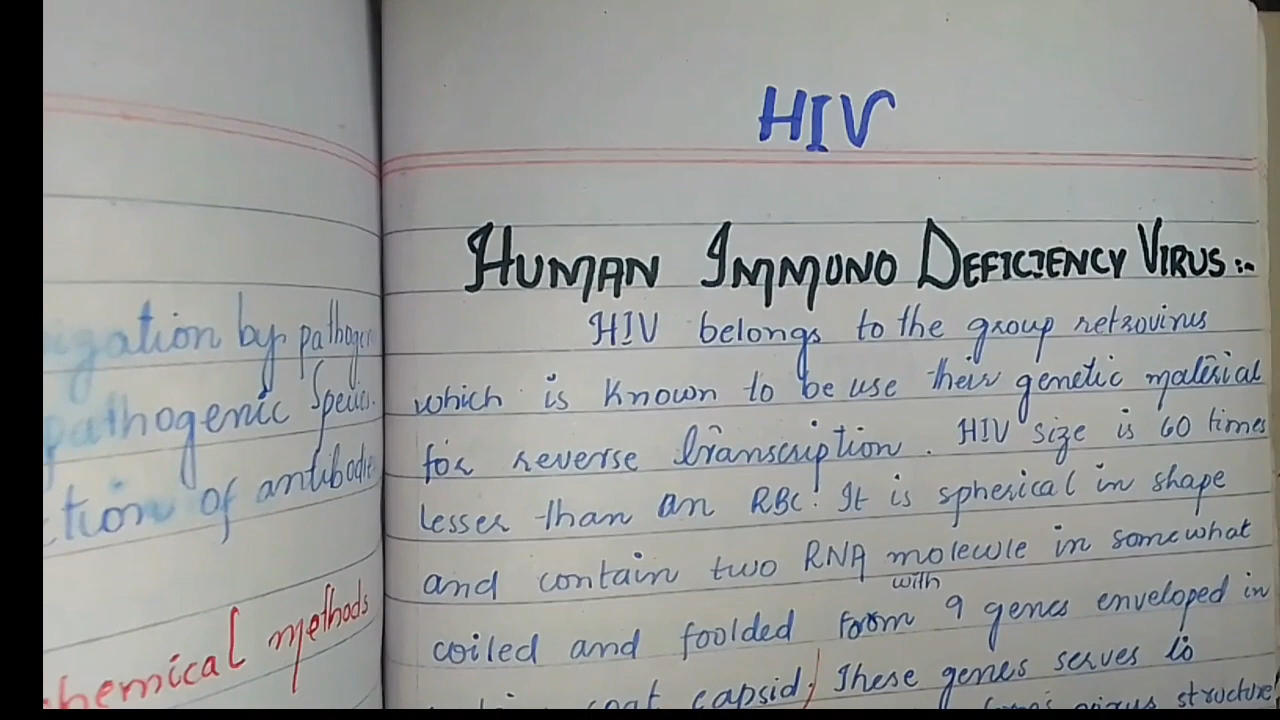 HIV
HUMAN IMMUNO DEFICIENCY VIRUS:-
HIV belongs to the group retrovirus
which is known to be use their genetic material
for reverse transcription. HIV size is 60 times
lesser than an RBC. It is spherical in shape
and contain two RNA molecule in somewhat
with
coiled and foolded form 9 genes enveloped in
coat capsid; These genes serves to
virus structure
by pathogen
pathogenic Species.
of antibodie
methods